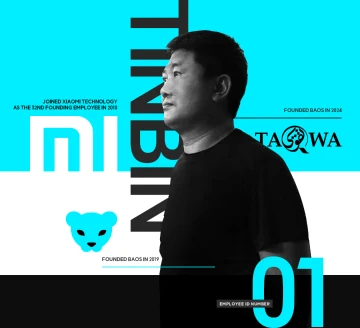 TINBIN
JOINED XIAOMI TECHNOLOGY
AS THE 32ND FOUNDING EMPLOYEE IN 2010
mi
FOUNDED BAOS IN 2024
TAQWA
FOUNDED BAOS IN 2019
01
EMPLOYEE ID NUMBER